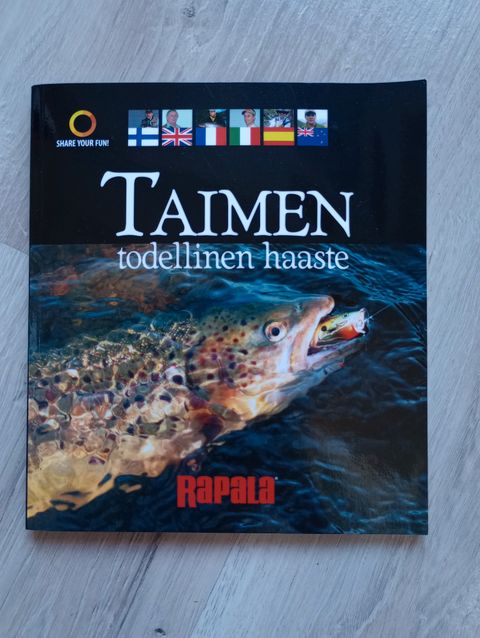 SHARE YOUR FUN!
TAIMEN
todellinen haaste
Rapala